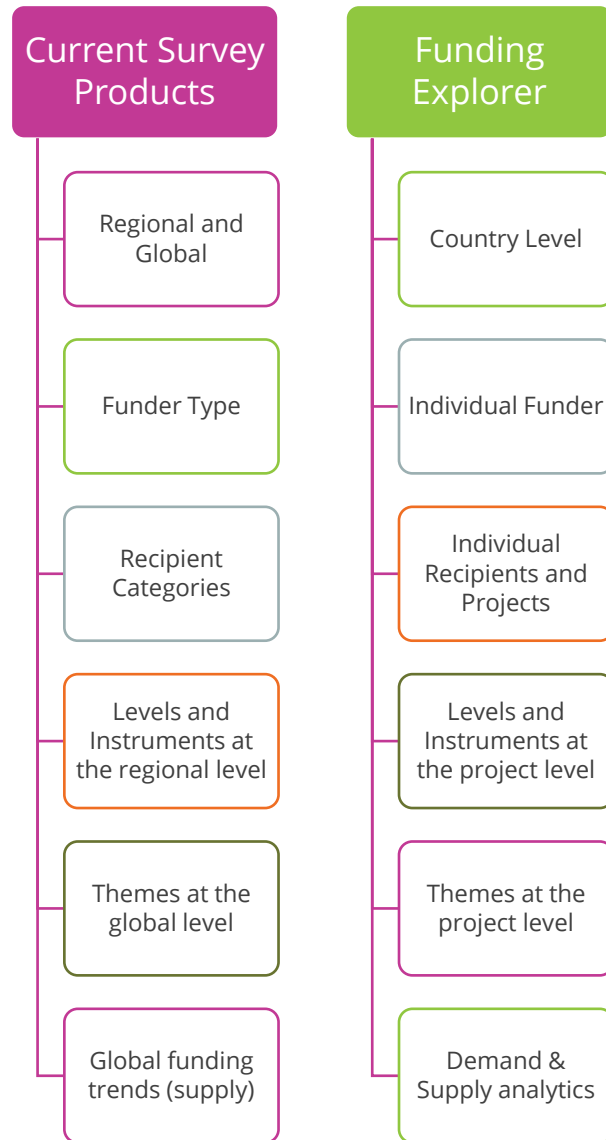 Current Survey
Products
Regional and
Global
Funder Type
Recipient
Categories
Levels and
Instruments at
the regional level
Themes at the
global level
Global funding
trends (supply)
Funding
Explorer
Country Level
Individual Funder
Individual
Recipients and
Projects
Levels and
Instruments at
the project level
Themes at the
project level
Demand &
Supply analytics